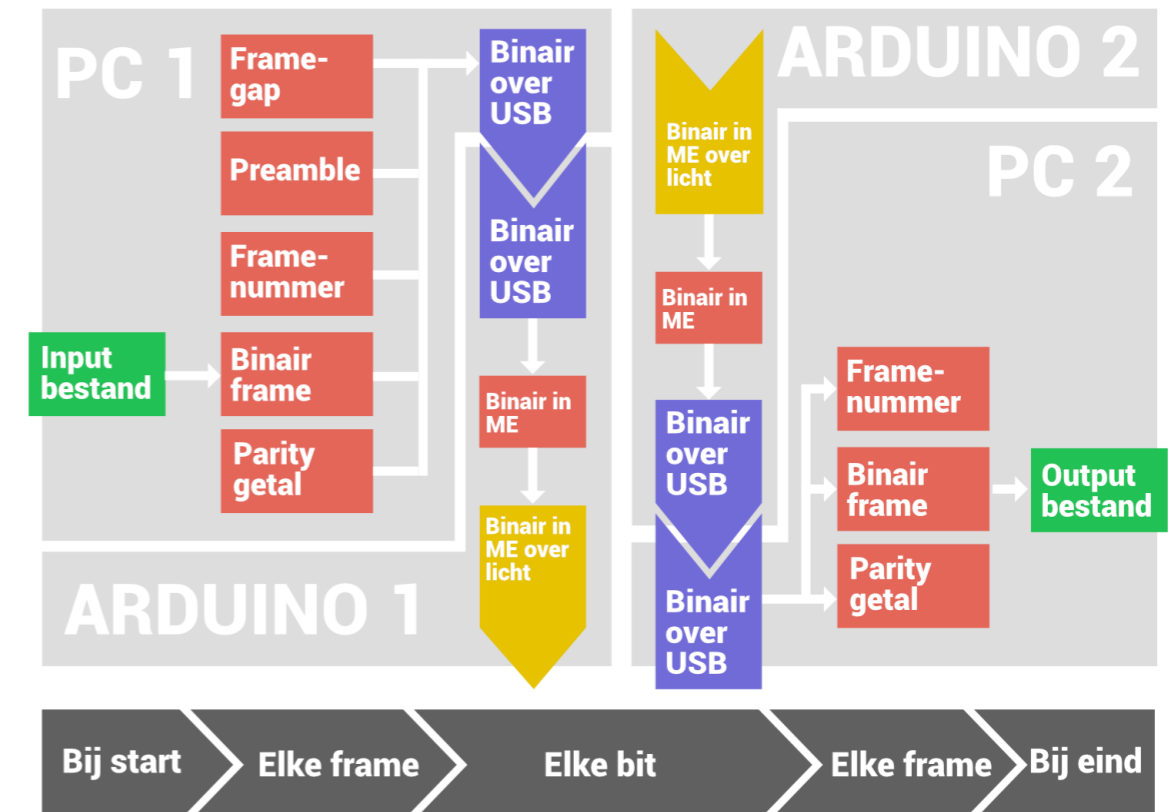 PC 1
Frame-
gap
Preamble
Frame-
nummer
Input
bestand
Binair
frame
Parity
getal
Binair
over
USB
Binair
over
USB
Binair in
ME
Binair in
ME over
licht
ARDUINO 1
ARDUINO 2
Binair in
ME over
licht
Binair in
ME
Binair
over
USB
Binair
over
USB
PC 2
Frame-
nummer
Binair
frame
Parity
getal
Output
bestand
Bij start
Elke frame
Elke bit
Elke frame
Bij eind